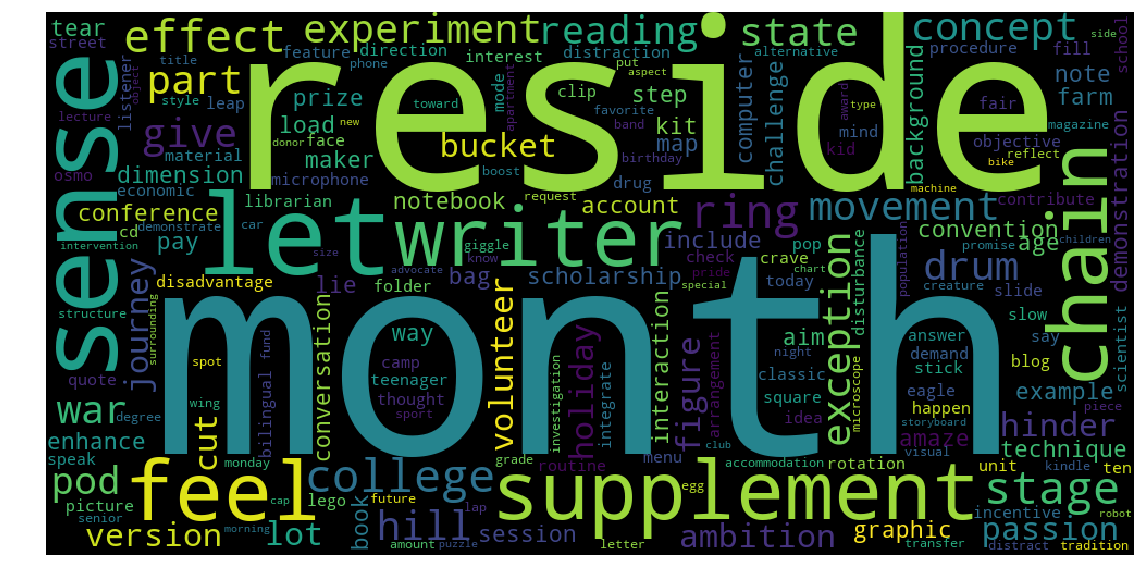 tear
street
effect
experiment
reading
state
concept
side
school
feature
direction
interest
distraction
alternative
procedure
fill
title
phone
put
aspect
sense
object
listener
part
style
leap
prize
reside
toward
mode
apartment
clip
favorite
step
computer
challenge
award
type
mind
kid
background
note
farm
fair
magazine
lecture
give
donor
new
load
face
bucket
band
kit
map
objective
reflect
osmo
material
maker
boost
birthday
bike
piece
dimension
microphone
drug
machine
economic
librarian
notebook
request
account
ring
movement
contribute
chain
demonstration
conference
demonstrate
car
let
writer
giggle
know
include
pop
convention
cd
pay
check
crave
promise
age
children
intervention
size
advocate
pride
chart
population
disadvantage
lie
folder
bag
scholarship
special
today
disturbance
drum
creature
slide
structure
surrounding
journey
month
exception
slow
scientist
conversation
way
volunteer
investigation
integrate
holiday
interaction
figure
arrangement
aim
night
microscope
answer
say
demand
blog
spot
camp
teenager
thought
sport
classic
stick
quote
wing
bilingual
fund
square
idea
eagle
example
war
degree
cut
happen
storyboard
hinder
enhance
club
amaze
visual
technique
speak
monday
grade
routine
menu
accommodation
rotation
unit
kindle
ten
pod
feel
college
supplement
egg
stage
picture
cap
lego
future
incentive
robot
senior
version
morning
lot
book
hill
lap
session
ambition
graphic
passion
amount
puzzle
letter
transfer
distract
tradition